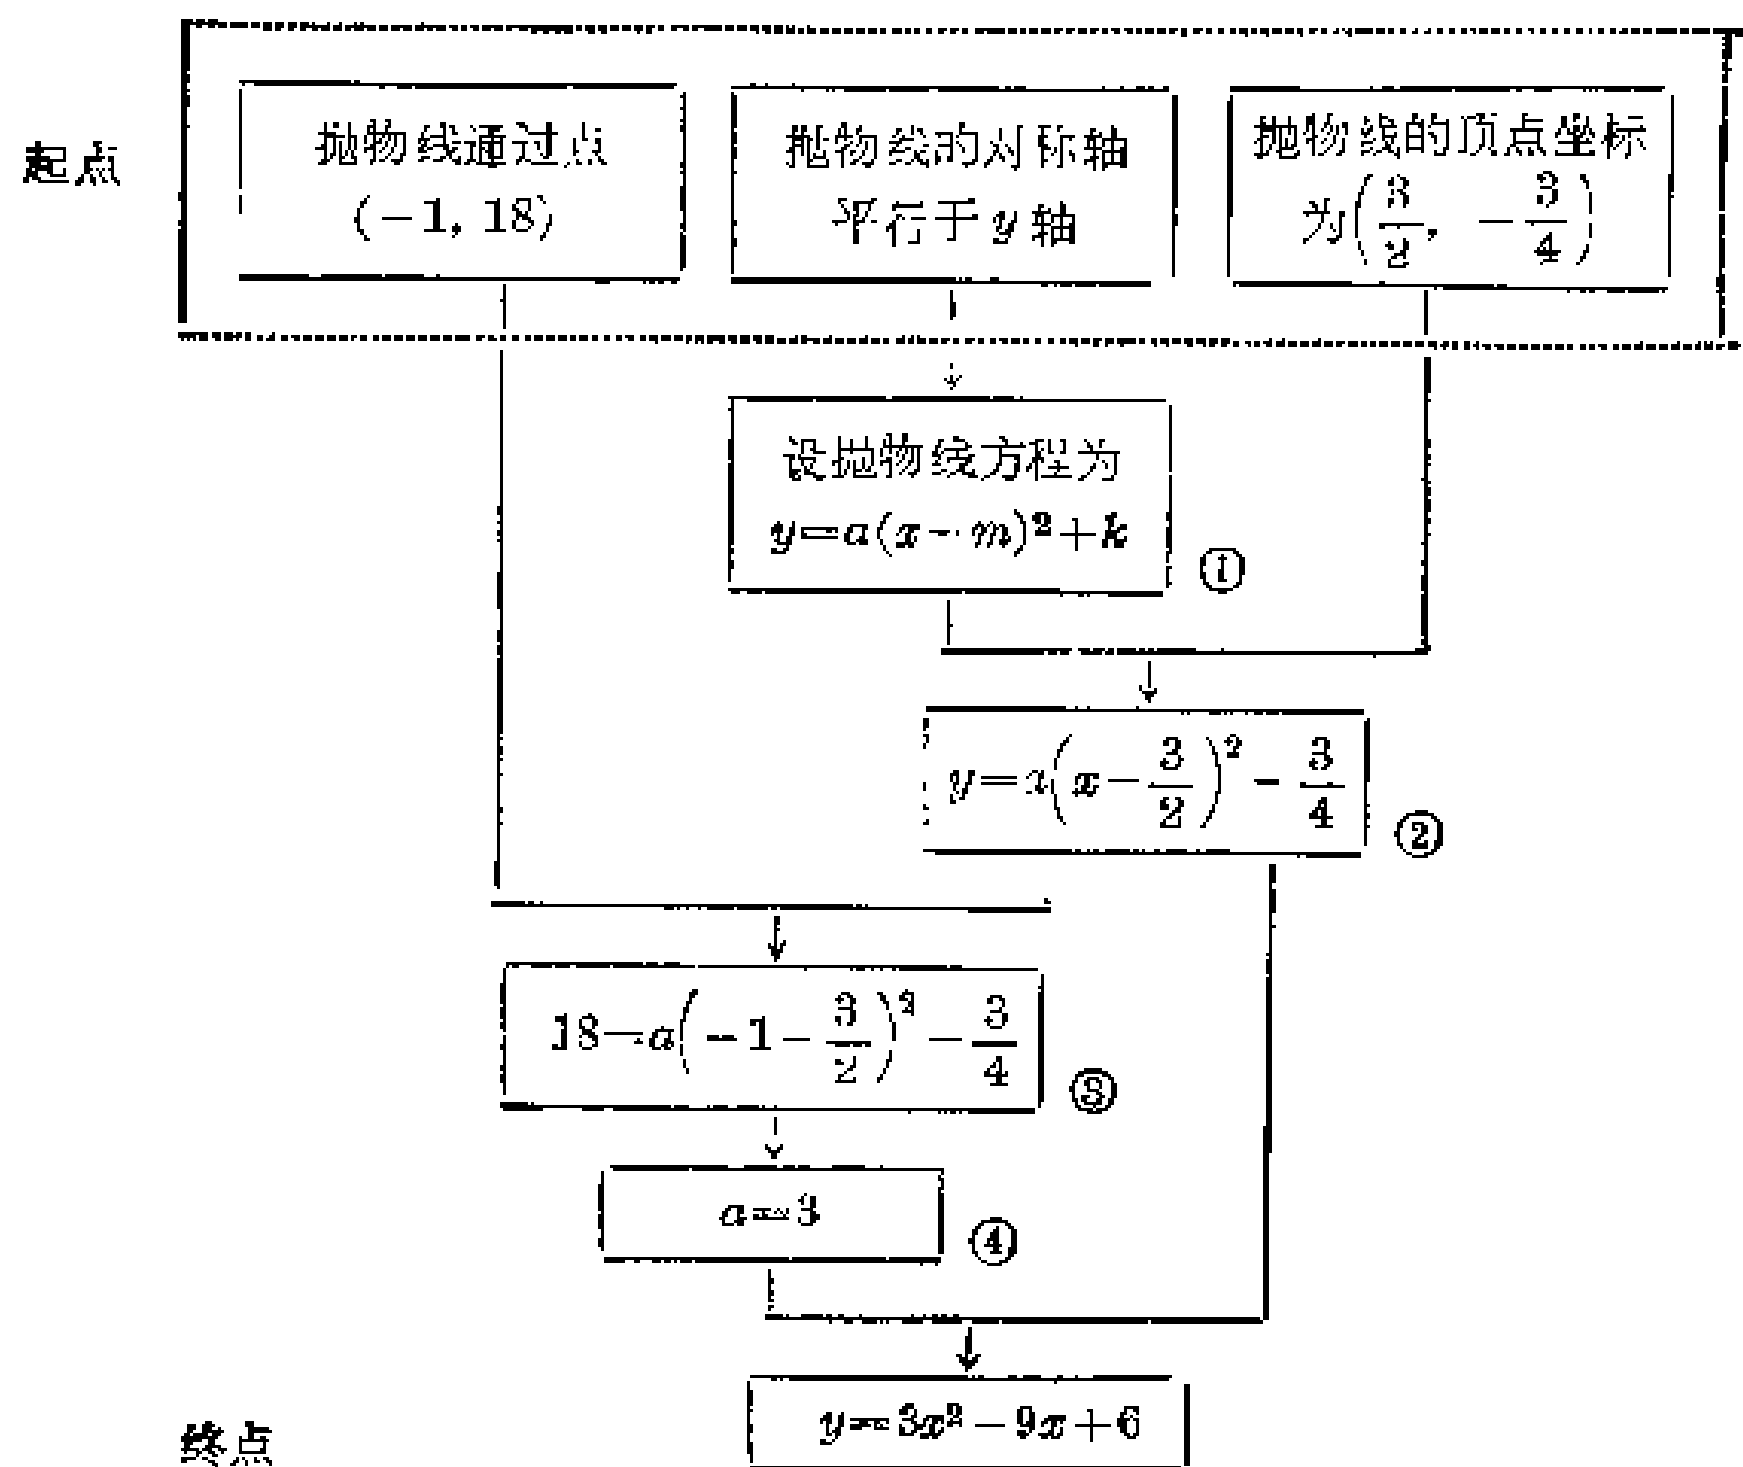 起点
抛物线通过点
(-1, 18)
抛物线的对称轴
平行于 y 轴
抛物线的顶点坐标
为(3/2, -3/4)
设抛物线方程为
y=a(x-m)²+k
①
y=a(x-3/2)²-3/4
②
18=a(-1-3/2)²-3/4
③
a=3
④
y=3x²-9x+6
终点